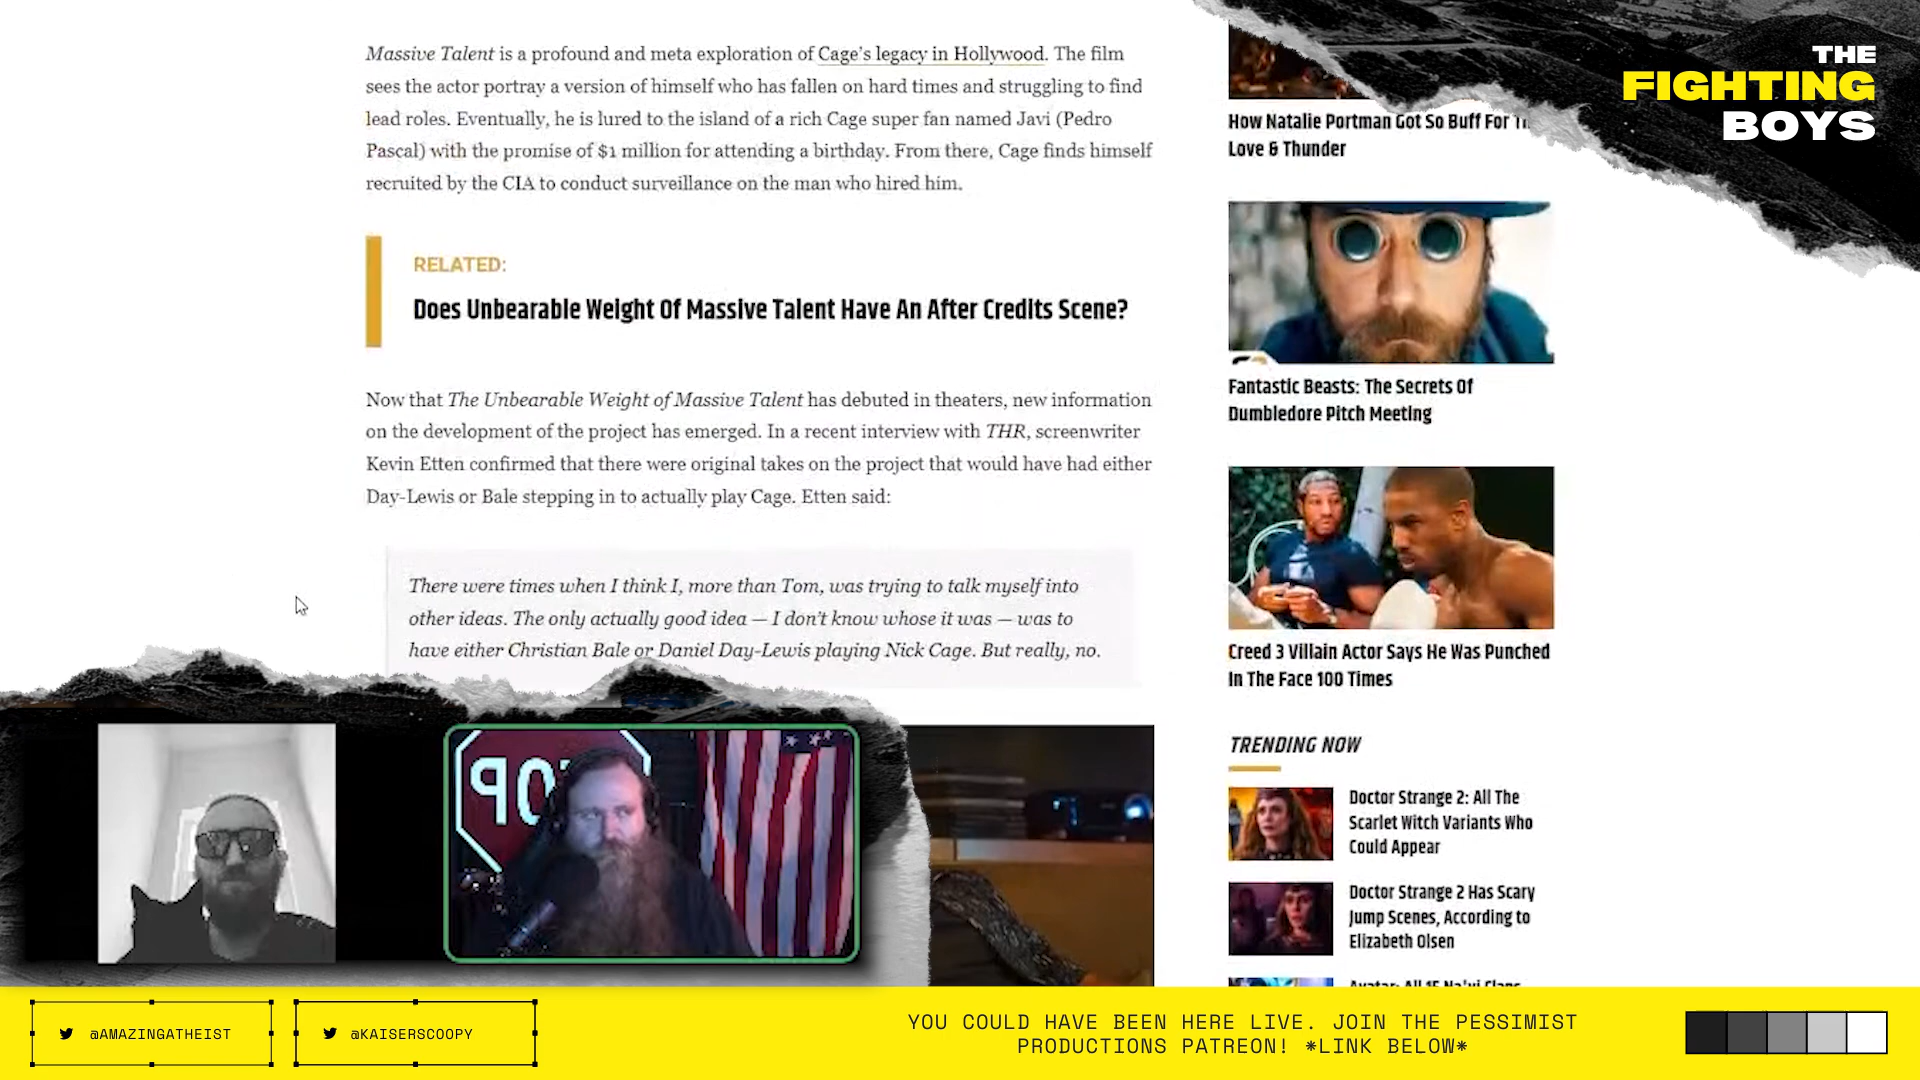 Massive Talent is a profound and meta exploration of Cage's legacy in Hollywood. The film
sees the actor portray a version of himself who has fallen on hard times and struggling to find
lead roles. Eventually, he is lured to the island of a rich Cage super fan named Javi (Pedro
Pascal) with the promise of $1 million for attending a birthday. From there, Cage finds himself
recruited by the CIA to conduct surveillance on the man who hired him.
RELATED:
Does Unbearable Weight Of Massive Talent Have An After Credits Scene?
Now that The Unbearable Weight of Massive Talent has debuted in theaters, new information
on the development of the project has emerged. In a recent interview with THR, screenwriter
Kevin Etten confirmed that there were original takes on the project that would have had either
Day-Lewis or Bale stepping in to actually play Cage. Etten said:
There were times when I think I, more than Tom, was trying to talk myself into
other ideas. The only actually good idea — I don't know whose it was — was to
have either Christian Bale or Daniel Day-Lewis playing Nick Cage. But really, no.
THE
FIGHTING
BOYS
How Natalie Portman Got So Buff For
Love & Thunder
Fantastic Beasts: The Secrets Of
Dumbledore Pitch Meeting
Creed 3 Villain Actor Says He Was Punched
In The Face 100 Times
TRENDING NOW
Doctor Strange 2: All The
Scarlet Witch Variants Who
Could Appear
Doctor Strange 2 Has Scary
Jump Scenes, According to
Elizabeth Olsen
Avatar: All 15 Na'vi Clans
@AMAZINGATHEIST
@KAISERSCOOPY
YOU COULD HAVE BEEN HERE LIVE. JOIN THE PESSIMIST
PRODUCTIONS PATREON! *LINK BELOW*